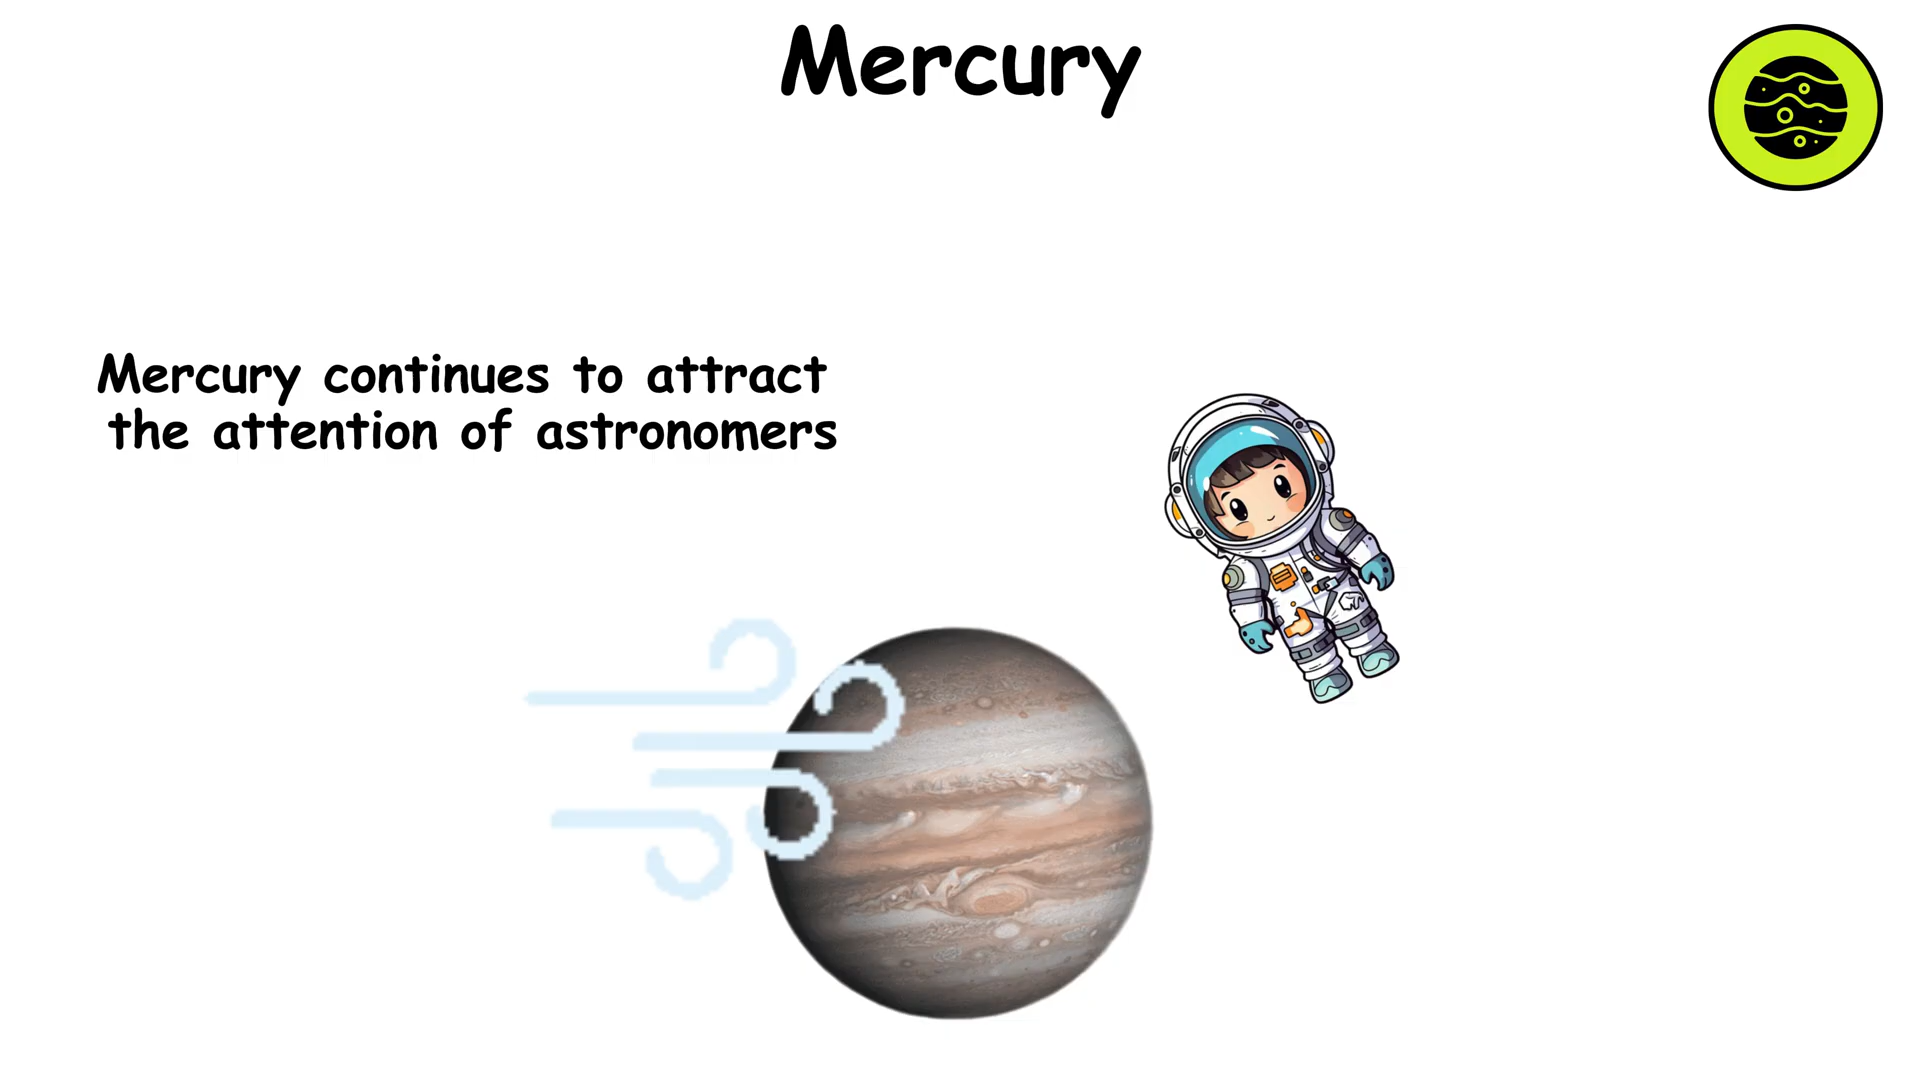 Mercury
Mercury continues to attract
the attention of astronomers